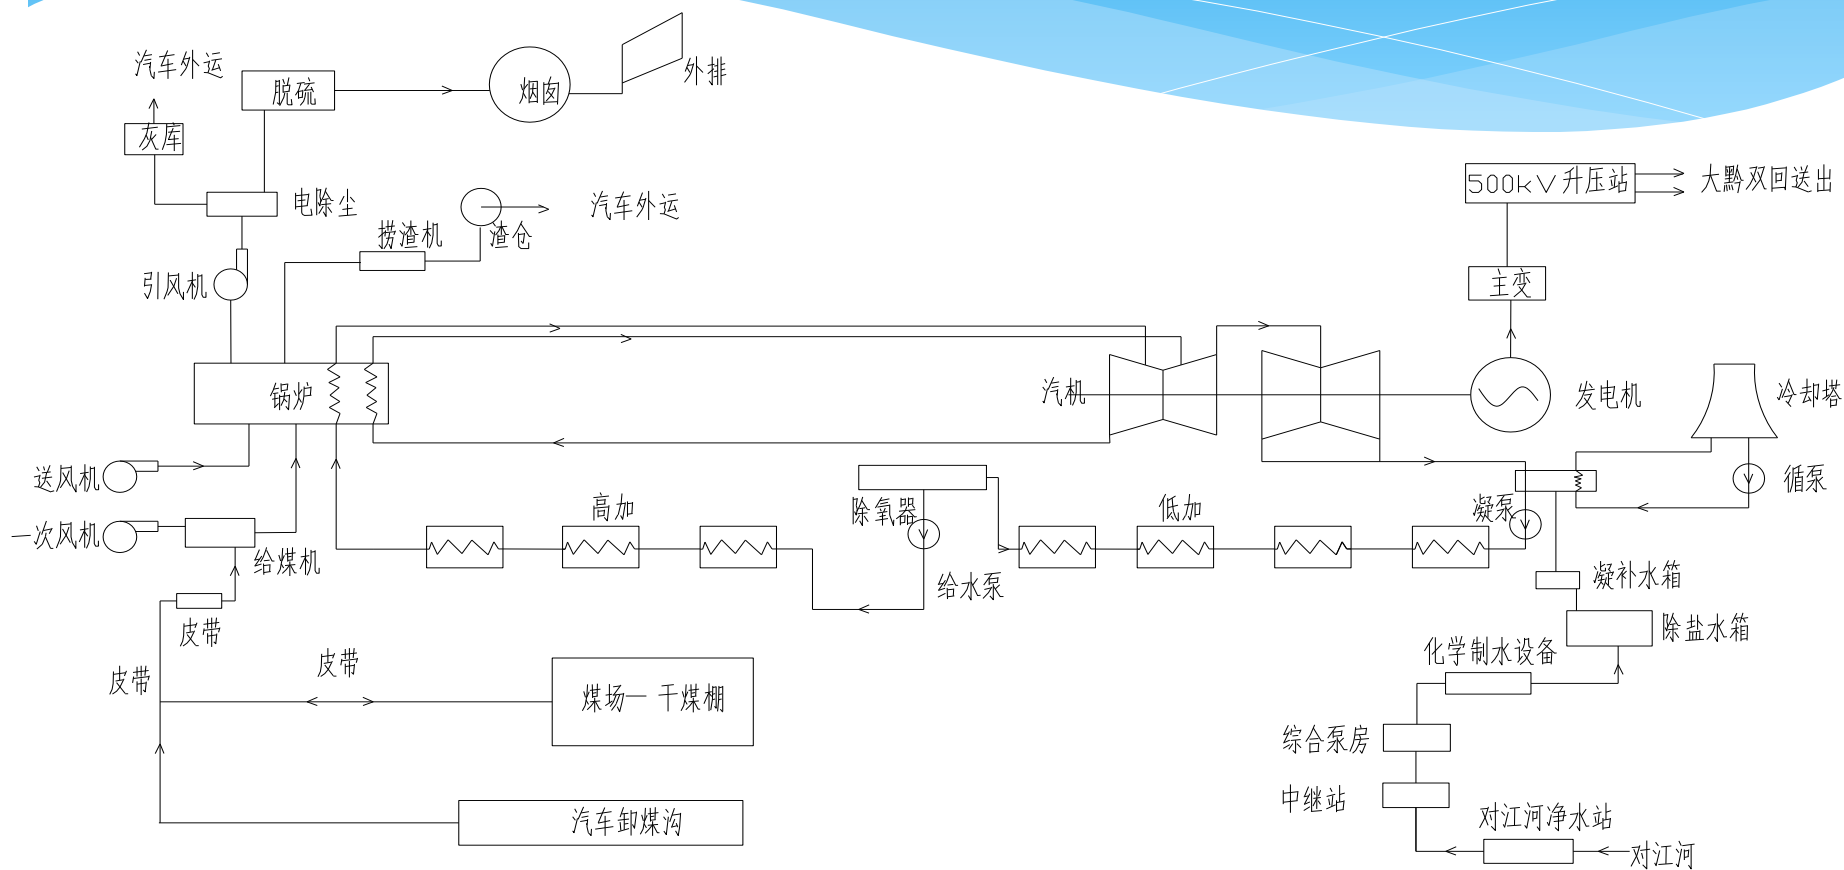 汽车外运
脱硫
烟囱
外排
灰库
电除尘
捞渣机
渣仓
汽车外运
500kV升压站
大黔双回送出
引风机
主变
锅炉
汽机
发电机
冷却塔
送风机
一次风机
给煤机
高加
除氧器
给水泵
低加
凝泵
循泵
凝补水箱
除盐水箱
皮带
皮带
皮带
煤场一 干煤棚
化学制水设备
综合泵房
中继站
汽车卸煤沟
对江河净水站
对江河